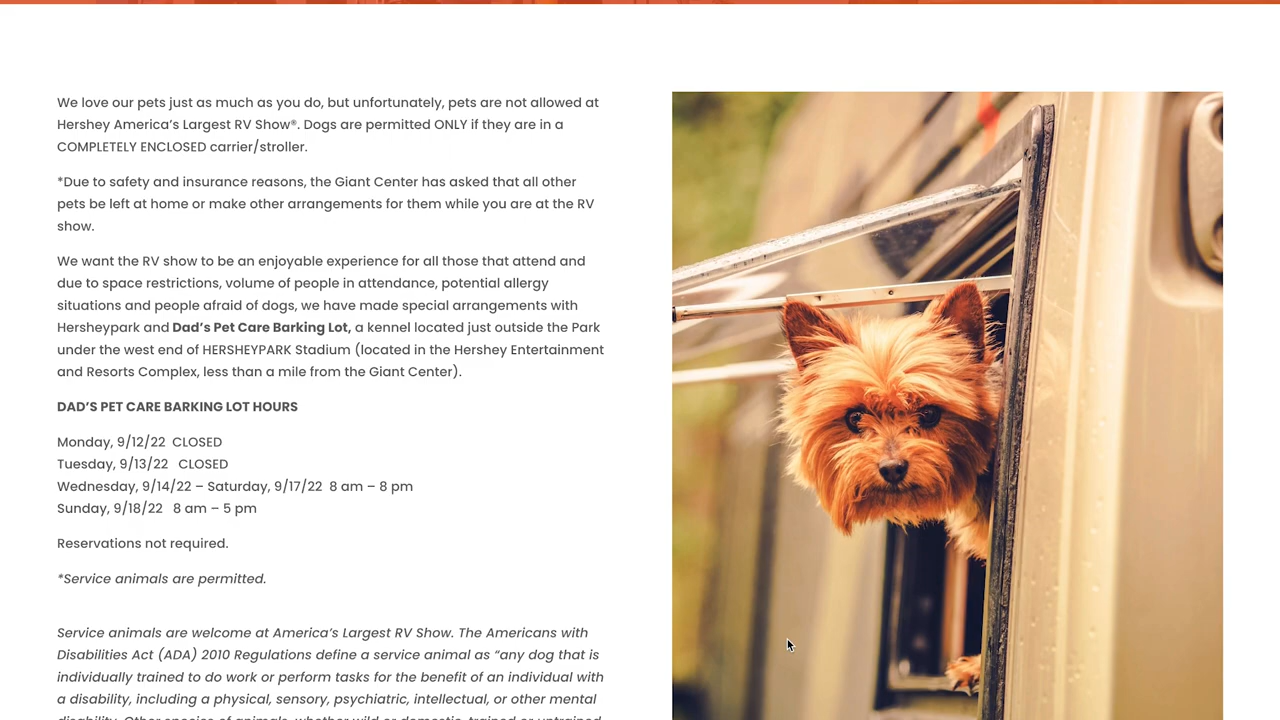 We love our pets just as much as you do, but unfortunately, pets are not allowed at
Hershey America’s Largest RV Show®. Dogs are permitted ONLY if they are in a
COMPLETELY ENCLOSED carrier/stroller.
*Due to safety and insurance reasons, the Giant Center has asked that all other
pets be left at home or make other arrangements for them while you are at the RV
show.
We want the RV show to be an enjoyable experience for all those that attend and
due to space restrictions, volume of people in attendance, potential allergy
situations and people afraid of dogs, we have made special arrangements with
Hersheypark and Dad’s Pet Care Barking Lot, a kennel located just outside the Park
under the west end of HERSHEYPARK Stadium (located in the Hershey Entertainment
and Resorts Complex, less than a mile from the Giant Center).
DAD’S PET CARE BARKING LOT HOURS
Monday, 9/12/22  CLOSED
Tuesday, 9/13/22   CLOSED
Wednesday, 9/14/22 – Saturday, 9/17/22  8 am – 8 pm
Sunday, 9/18/22   8 am – 5 pm
Reservations not required.
*Service animals are permitted.
Service animals are welcome at America’s Largest RV Show. The Americans with
Disabilities Act (ADA) 2010 Regulations define a service animal as “any dog that is
individually trained to do work or perform tasks for the benefit of an individual with
a disability, including a physical, sensory, psychiatric, intellectual, or other mental
disability. Other species of animals, whether wild or domestic, trained or untrained,